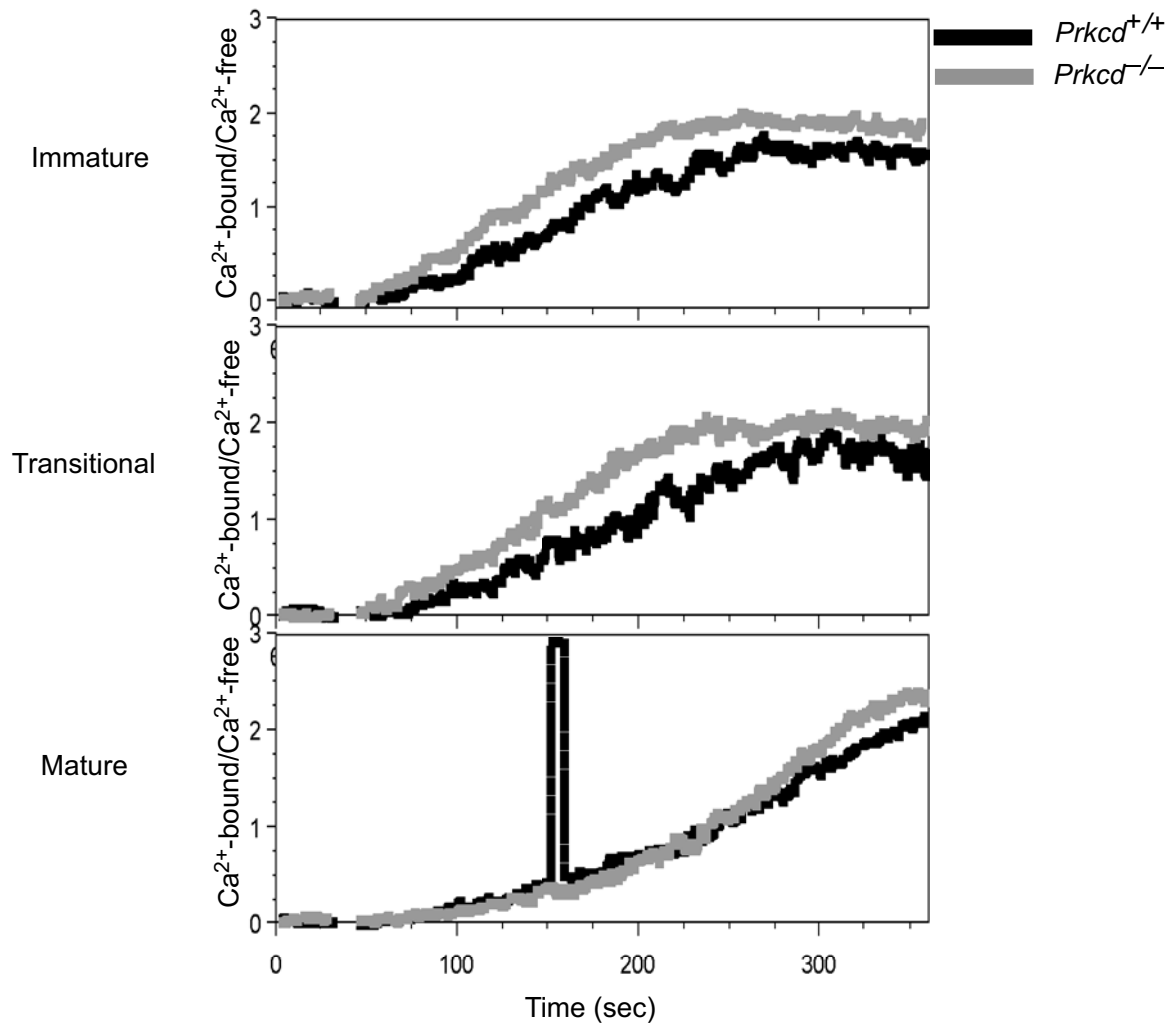 Prkcd+/+
Prkcd–/–
Immature
Ca2+-bound/Ca2+-free
3
2
1
0
Transitional
Ca2+-bound/Ca2+-free
3
2
1
0
Mature
Ca2+-bound/Ca2+-free
3
2
1
0
0 100 200 300
Time (sec)